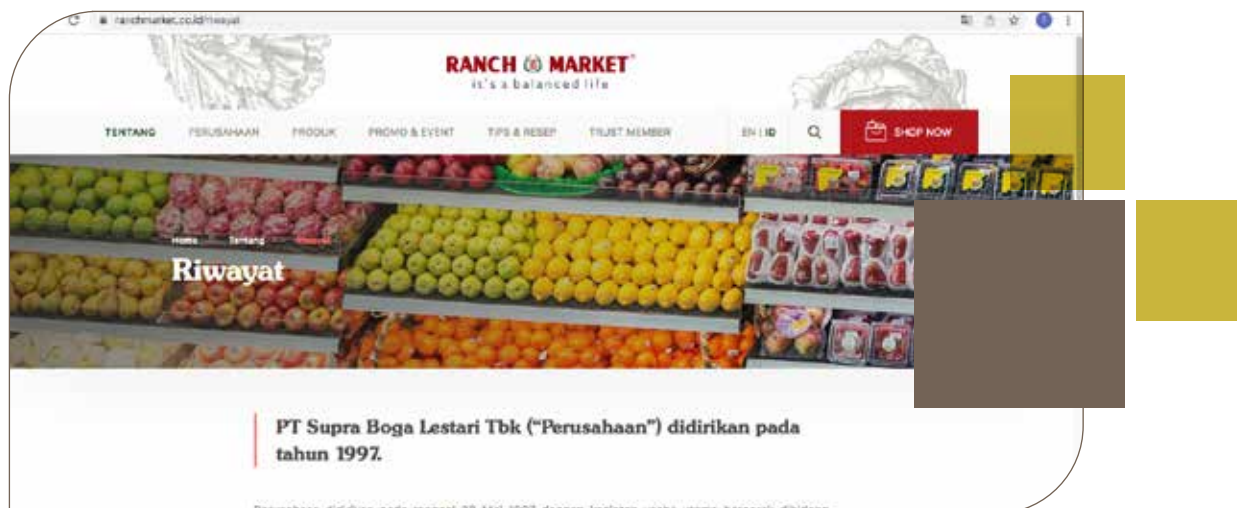 ranchmarket.co.id/riwayat
RANCH MARKET
it's a balanced life
TENTANG PERUSAHAAN PRODUK PROMO & EVENT TIPS & RESEP TRUST MEMBER EN | ID SHOP NOW
Home Tentang Riwayat
Riwayat
PT Supra Boga Lestari Tbk (“Perusahaan”) didirikan pada
tahun 1997.